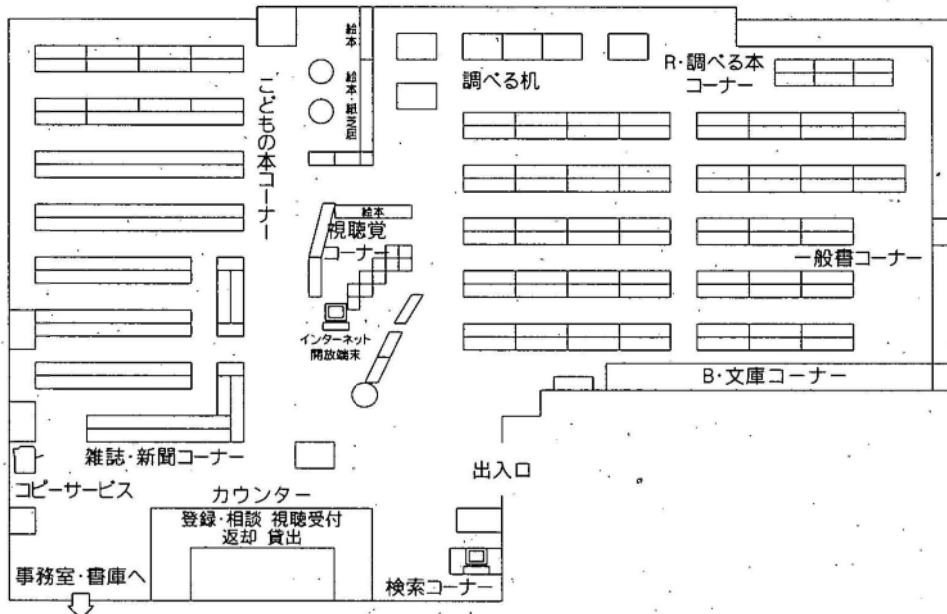 絵本
絵本・紙芝居
こどもの本コーナー
調べる机
R・調べる本
コーナー
絵本
視聴覚
コーナー
一般書コーナー
インターネット
開放端末
B・文庫コーナー
雑誌・新聞コーナー
出入口
コピーサービス
カウンター
登録・相談 視聴受付
返却 貸出
事務室・書庫へ
検索コーナー